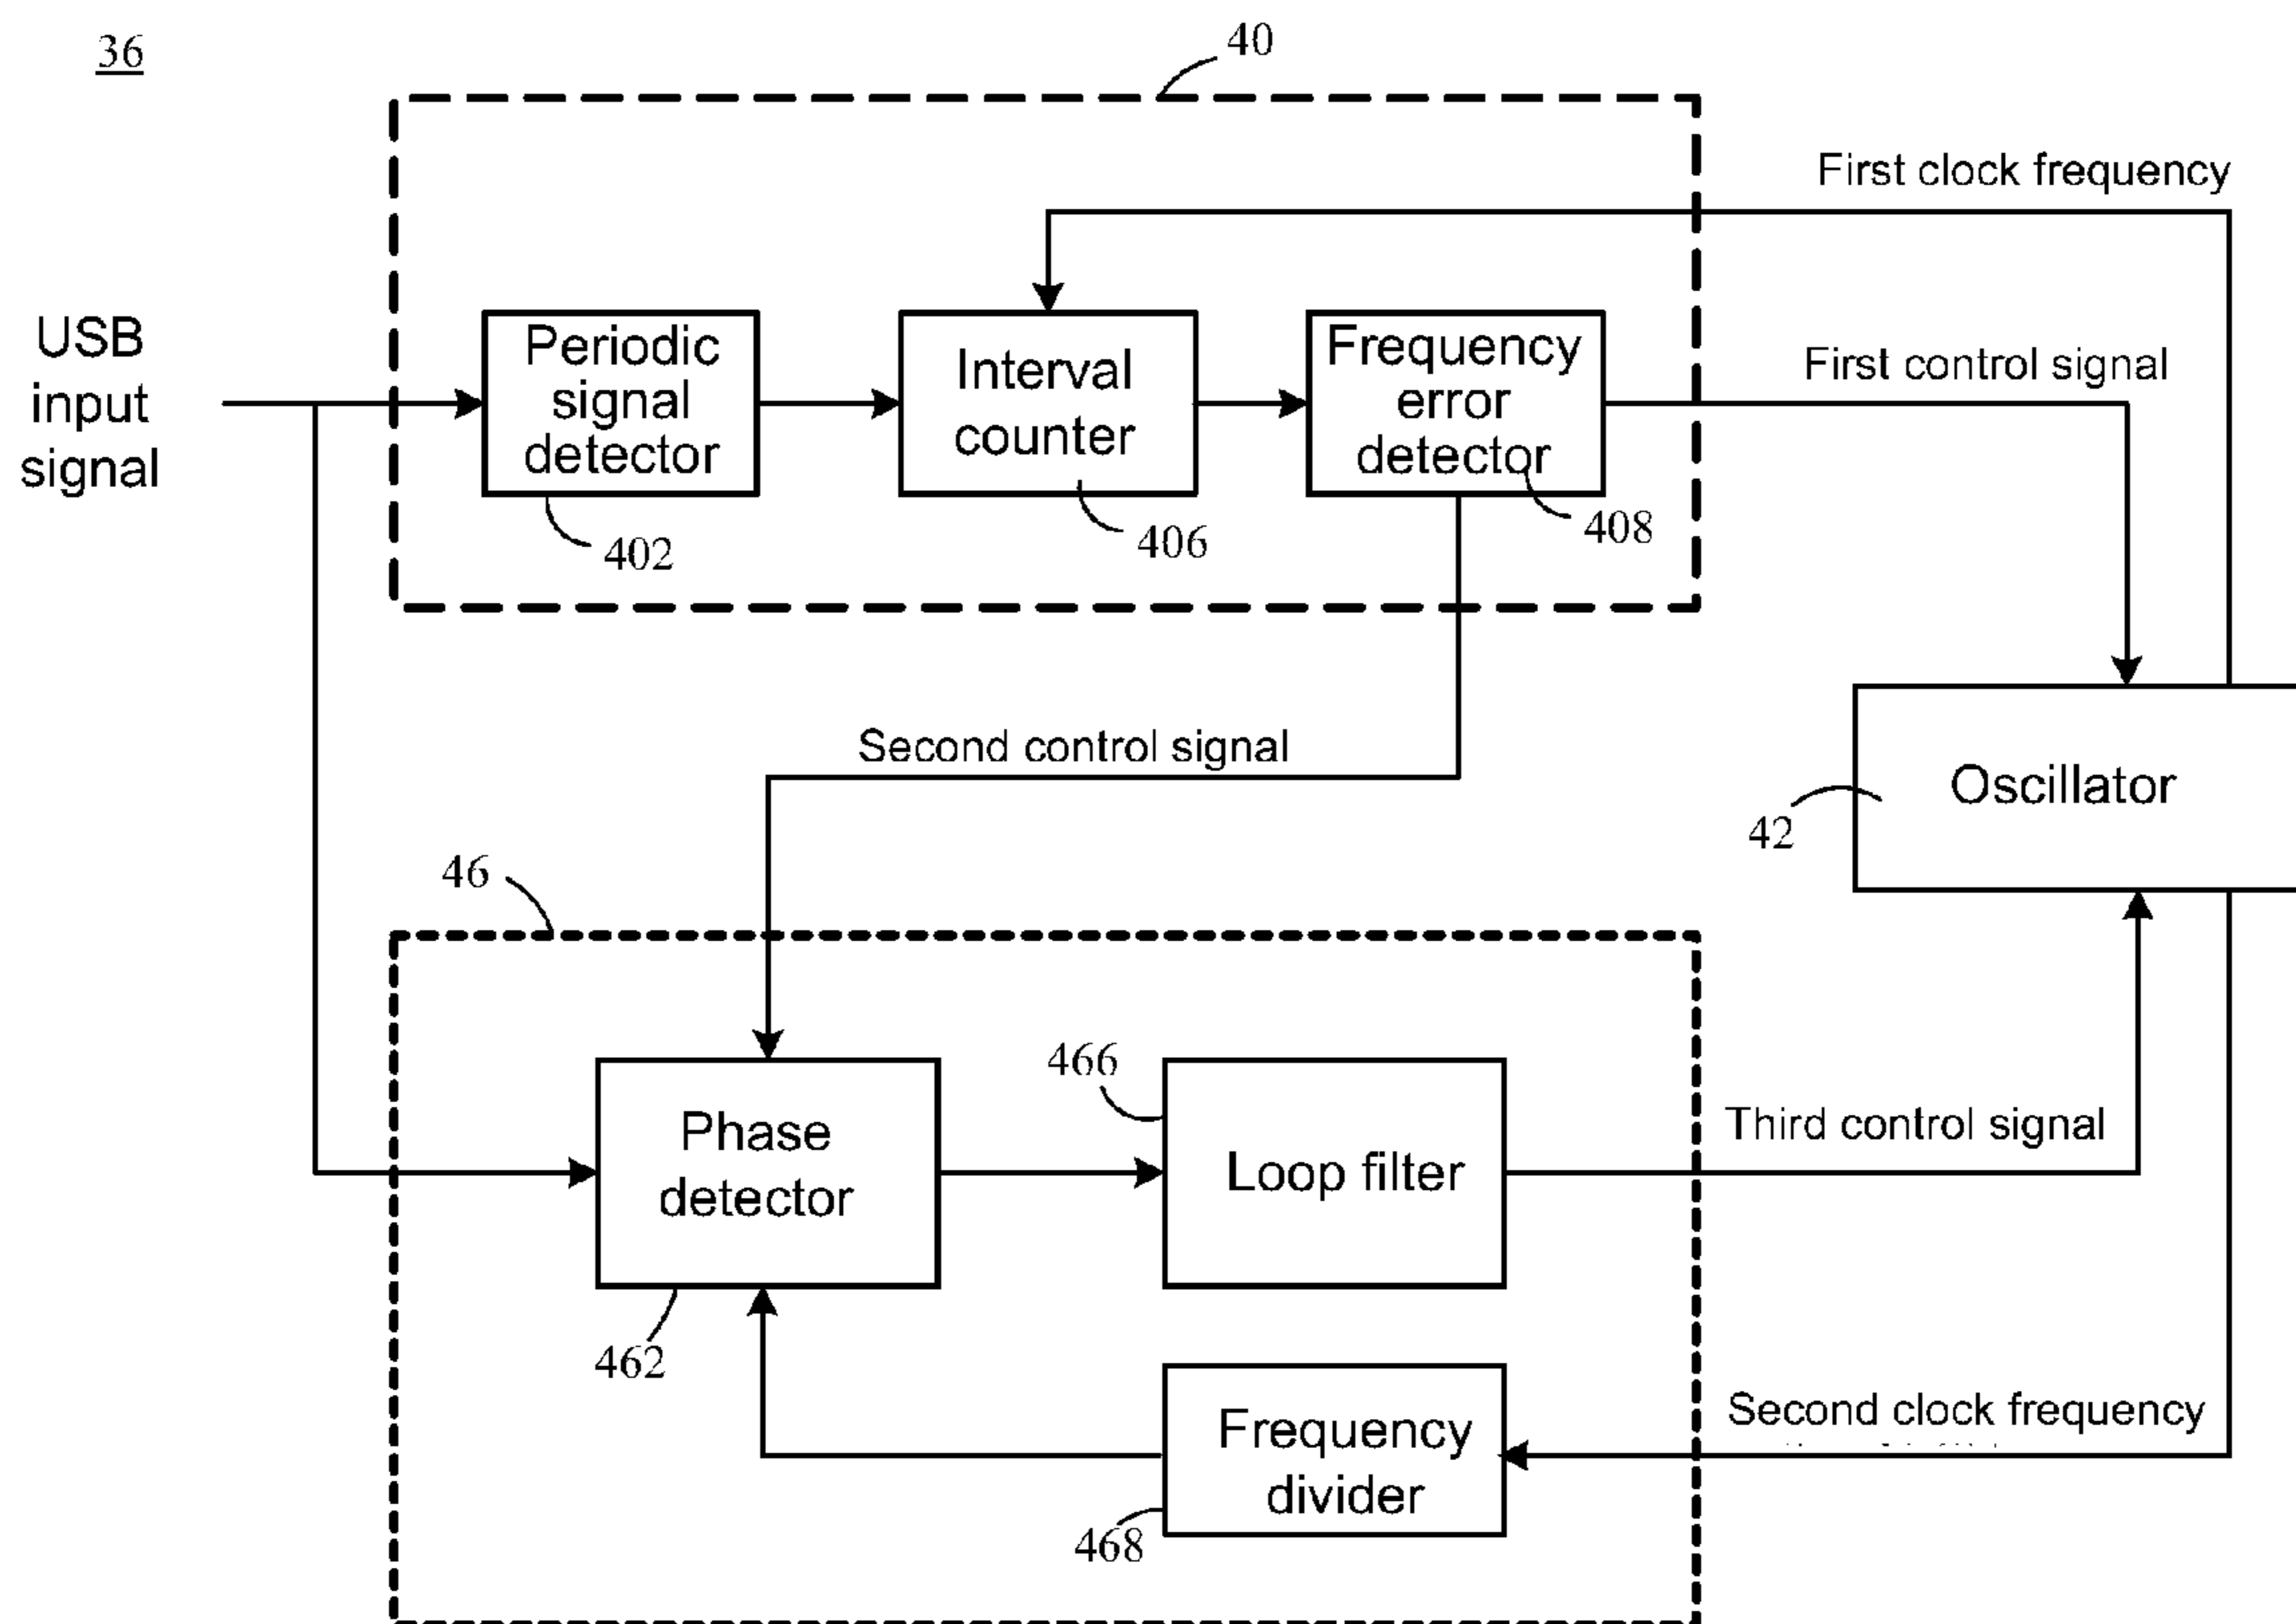 36
40
First clock frequency
USB
input
signal
Periodic
signal
detector
Interval
counter
Frequency
error
detector
First control signal
402
406
408
Second control signal
Oscillator
42
46
466
Phase
detector
Loop filter
Third control signal
462
Frequency
divider
Second clock frequency
468